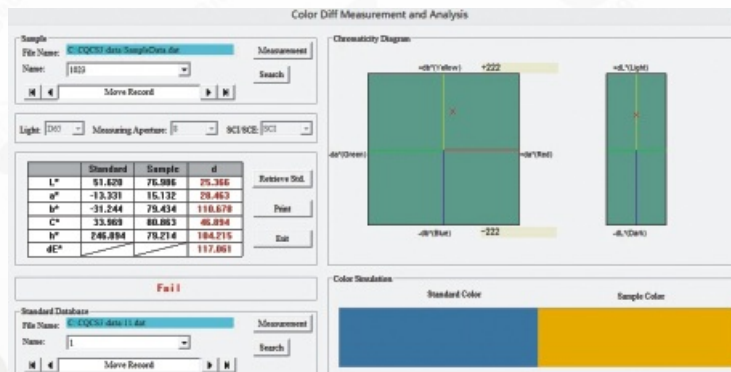 Color Diff Measurement and Analysis
Sample
File Name: C:\CQCS3\data\SampleData.dat
Measurement
Name: 1023
Search
Move Record
Light: D65 Measuring Aperture: 8 SCI/SCE: SCI
Standard Sample d
L* 51.620 76.986 25.366
a* -13.331 15.132 28.463
b* -31.244 79.434 110.678
C* 33.969 80.863 46.894
h* 246.894 79.214 104.215
dE* 117.061
Retrieve Std.
Print
Exit
Fail
Standard Database
File Name: C:\CQCS3\data\11.dat
Measurement
Name: 1
Search
Move Record
Chromaticity Diagram
+db*(Yellow) +222
+dL*(Light)
-da*(Green)
+da*(Red)
-db*(Blue) -222
-dL*(Dark)
Color Simulation
Standard Color Sample Color